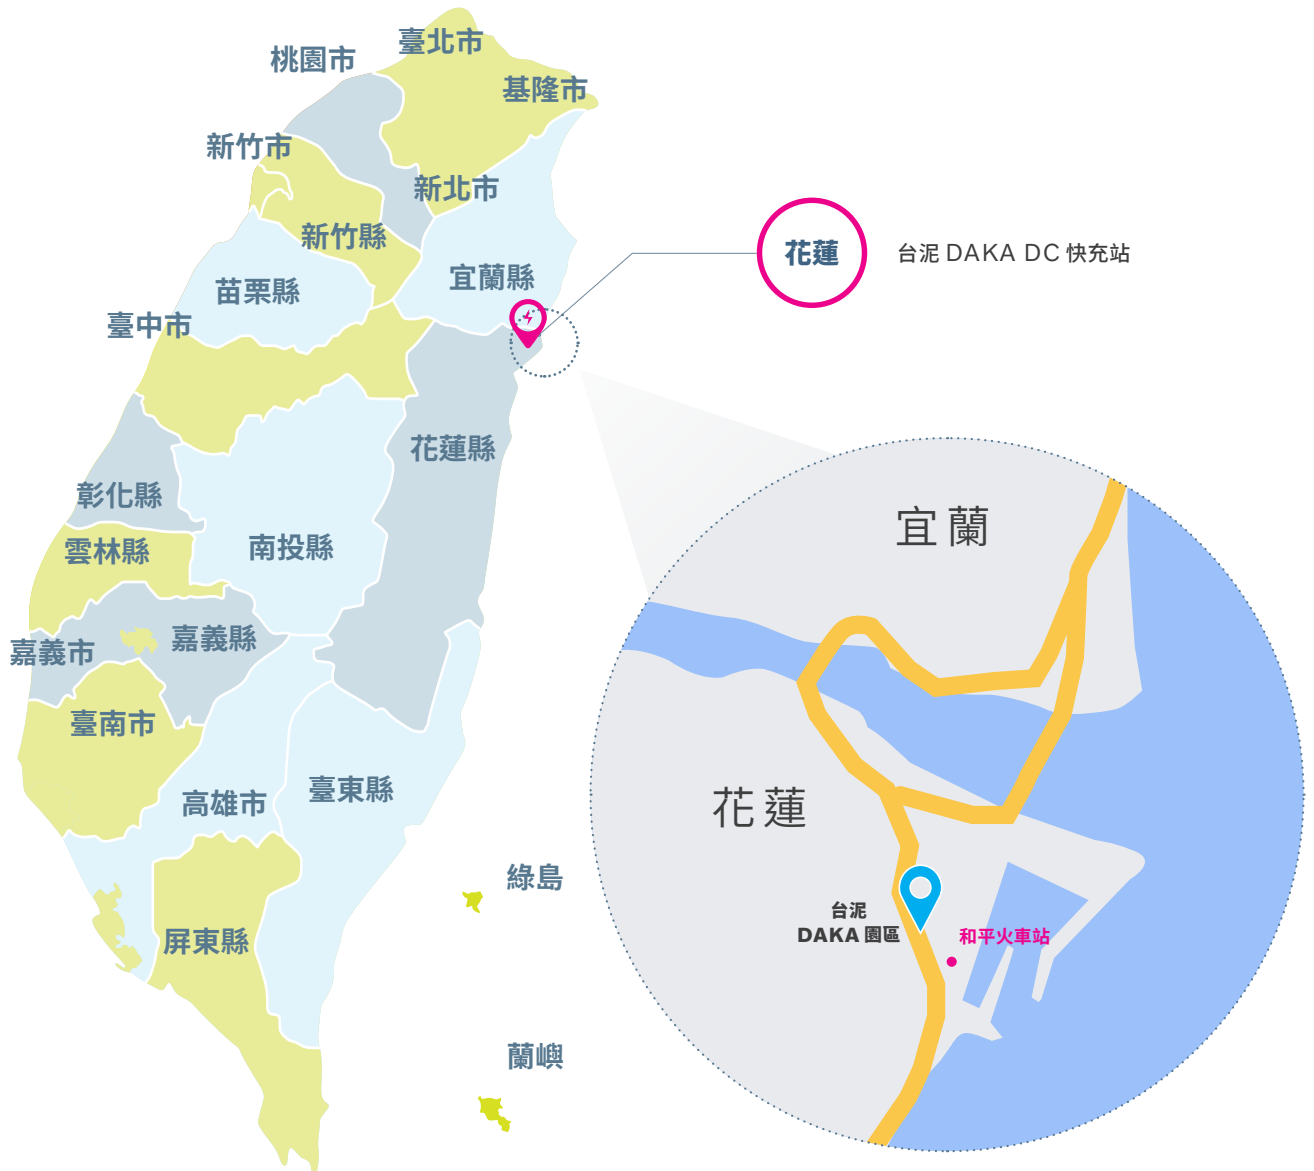 臺北市
桃園市
基隆市
新竹市
新北市
新竹縣
花蓮
台泥 DAKA DC 快充站
宜蘭縣
苗栗縣
臺中市
花蓮縣
彰化縣
宜蘭
南投縣
雲林縣
嘉義縣
嘉義市
臺南市
臺東縣
高雄市
花蓮
綠島
台泥
DAKA 園區
和平火車站
屏東縣
蘭嶼